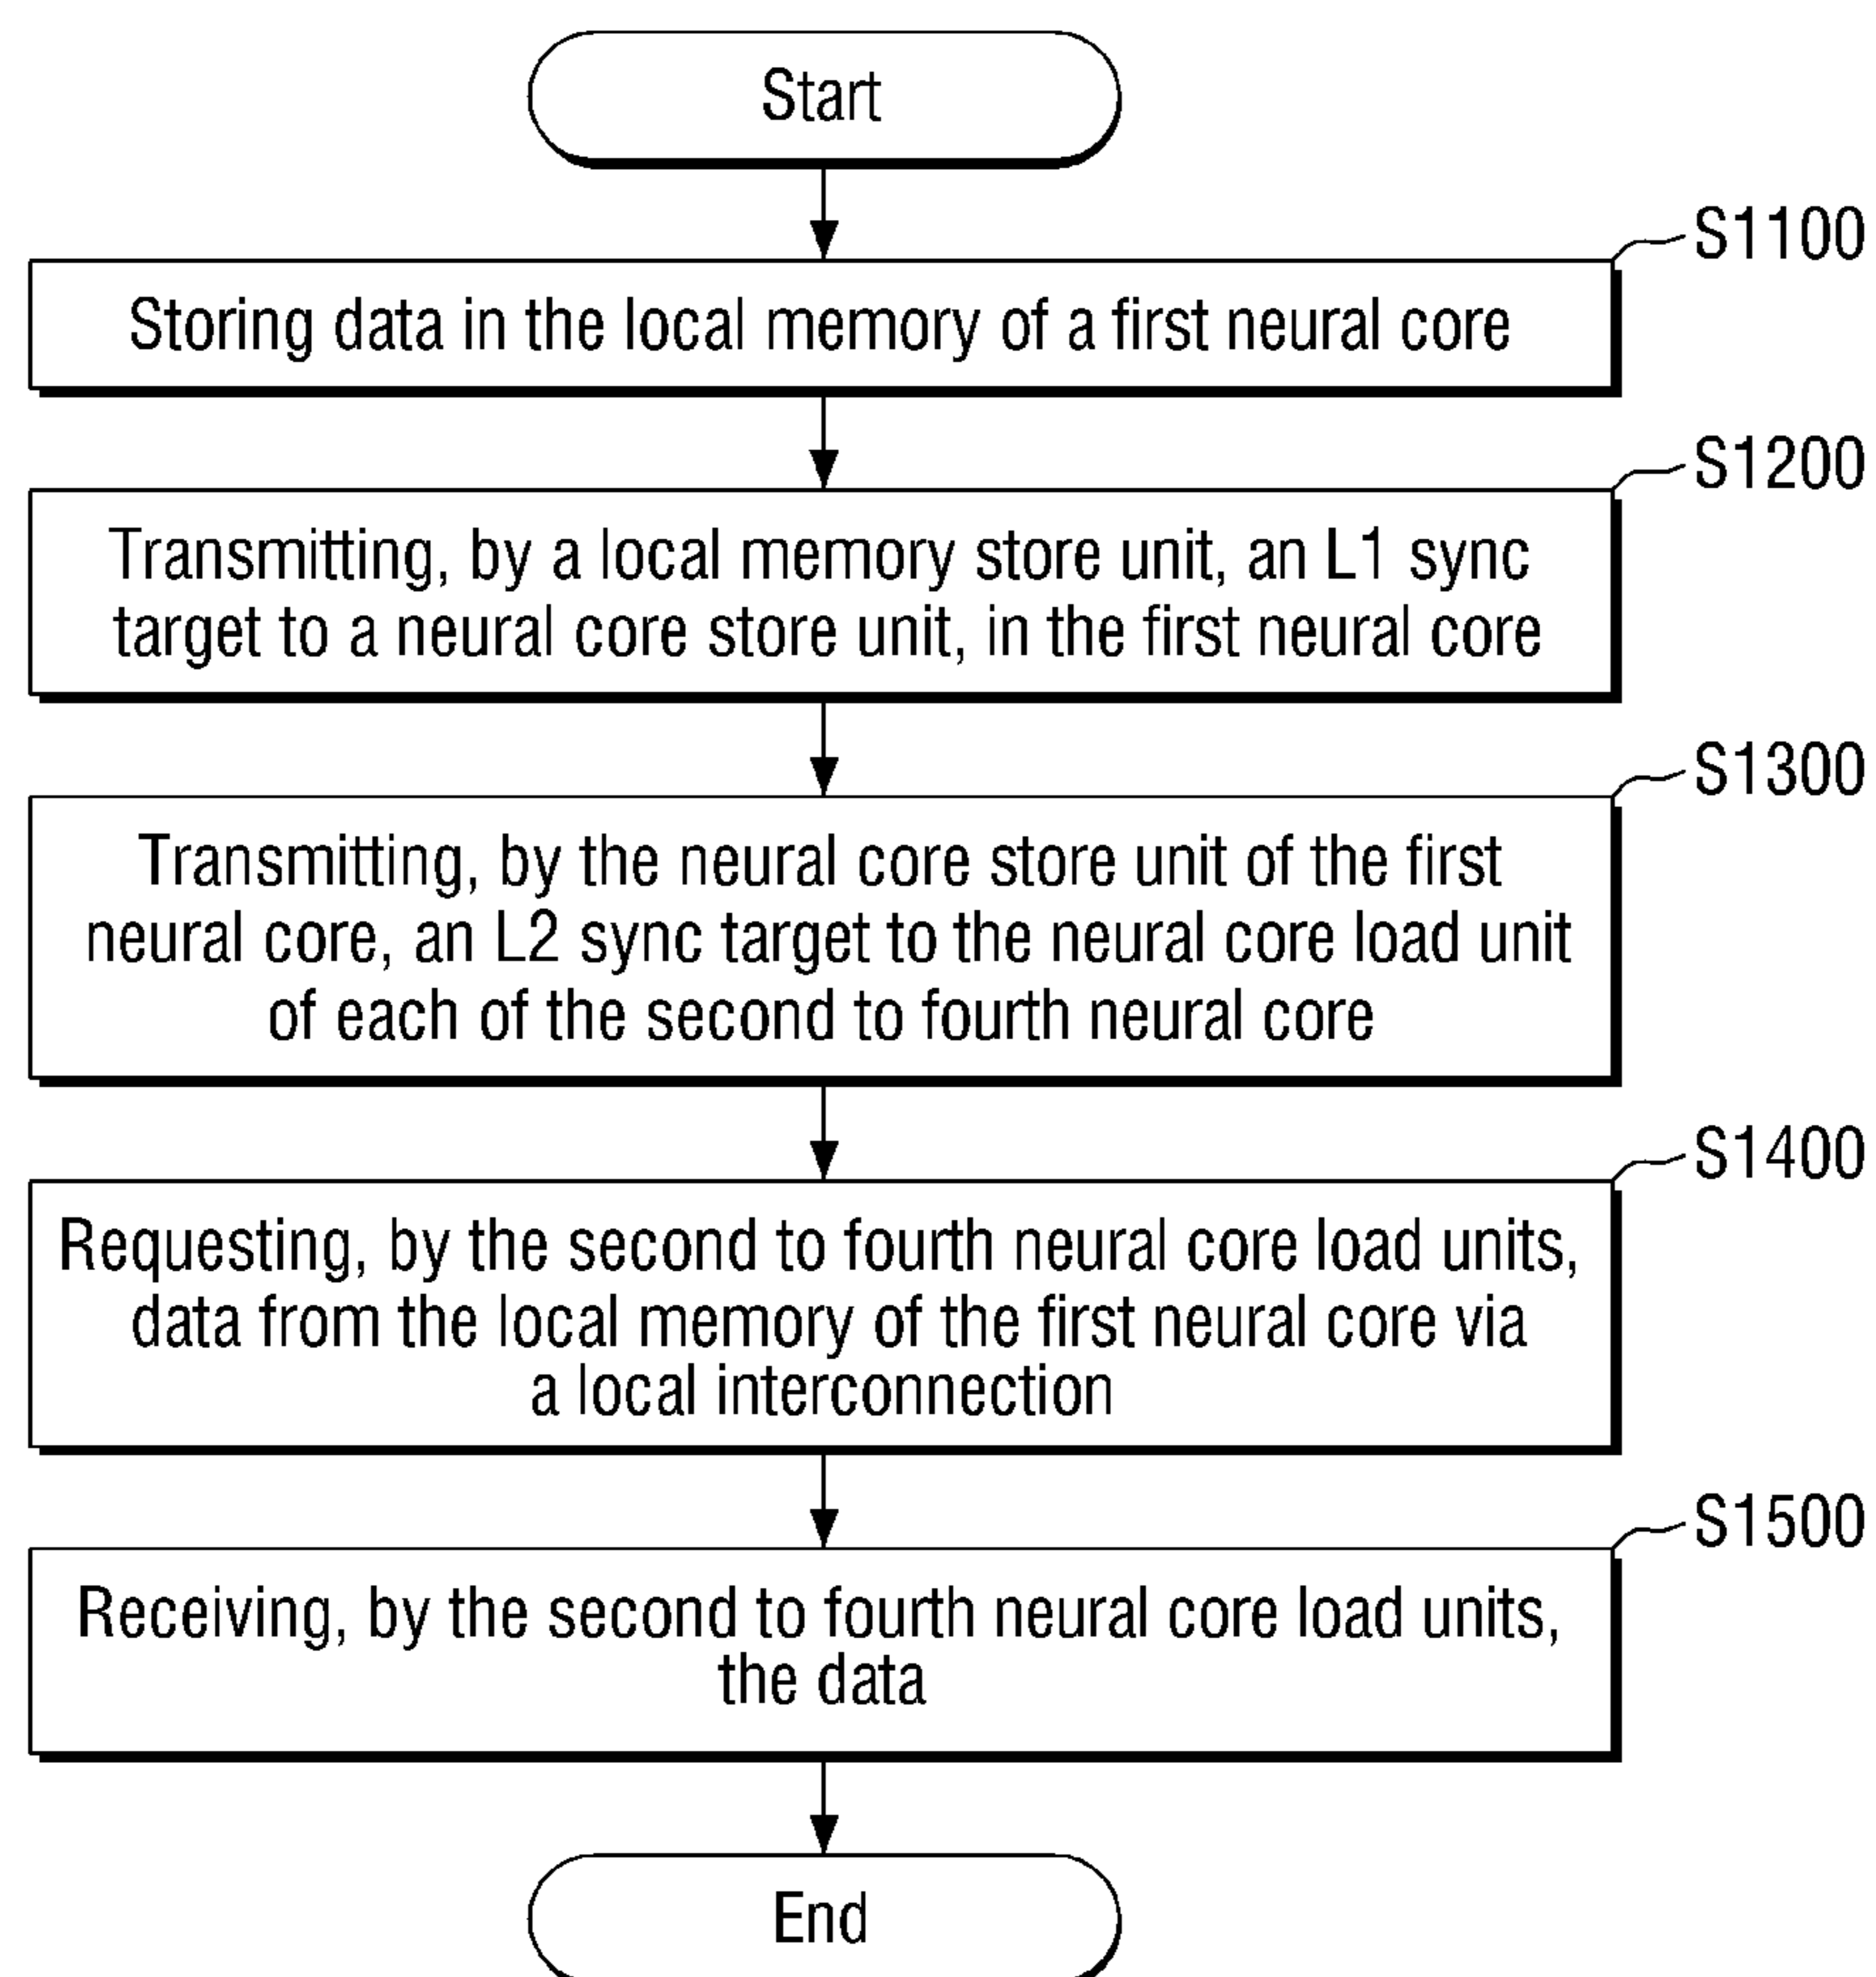 Start
S1100
Storing data in the local memory of a first neural core
S1200
Transmitting, by a local memory store unit, an L1 sync
target to a neural core store unit, in the first neural core
S1300
Transmitting, by the neural core store unit of the first
neural core, an L2 sync target to the neural core load unit
of each of the second to fourth neural core
S1400
Requesting, by the second to fourth neural core load units,
data from the local memory of the first neural core via
a local interconnection
S1500
Receiving, by the second to fourth neural core load units,
the data
End